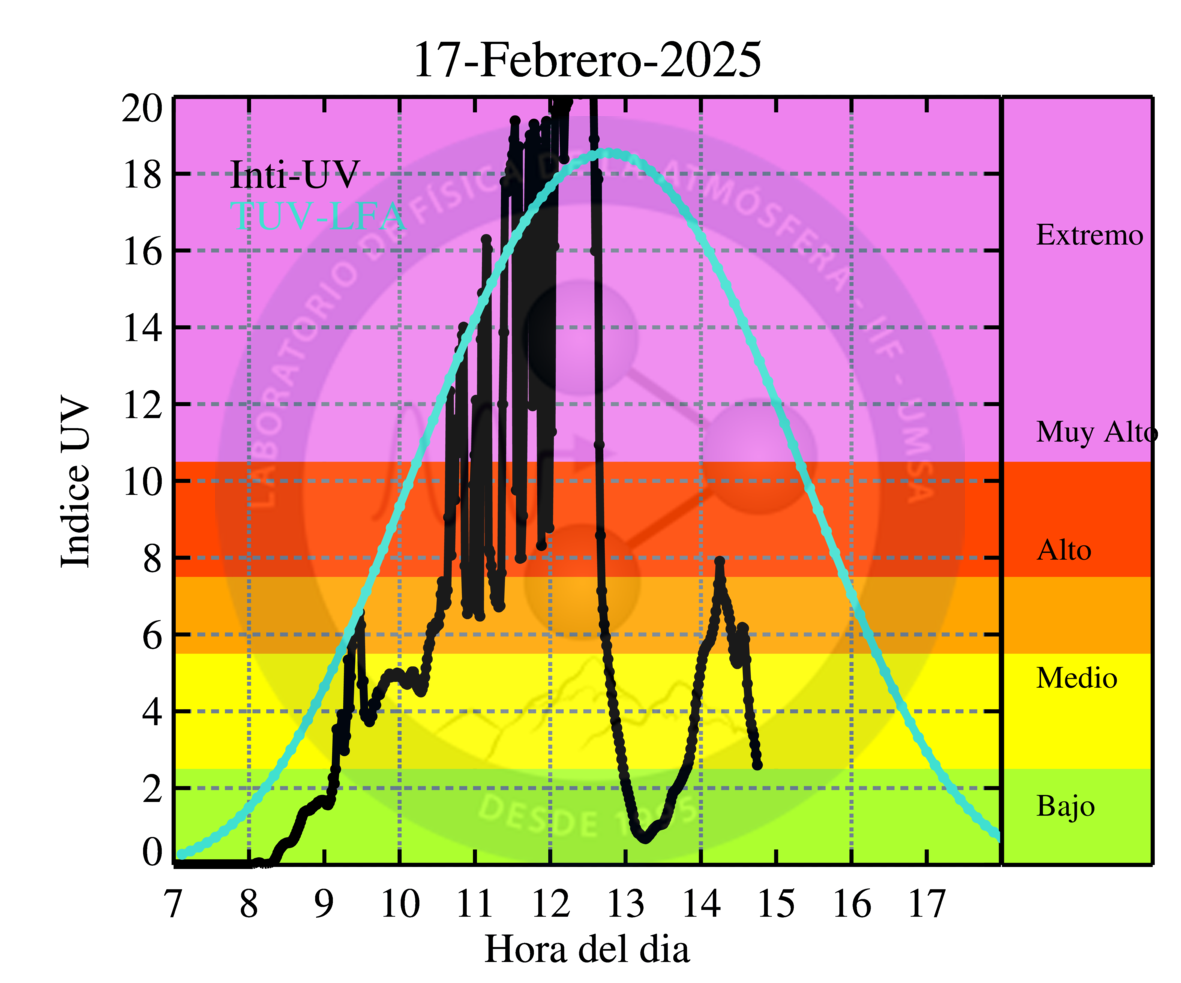 17-Febrero-2025
Inti-UV
TUV-LFA
LABORATORIO DE FÍSICA DE LA ATMÓSFERA - IIF - UMSA
DESDE 1995
Indice UV
20
18
16
14
12
10
8
6
4
2
0
Extremo
Muy Alto
Alto
Medio
Bajo
7 8 9 10 11 12 13 14 15 16 17
Hora del dia